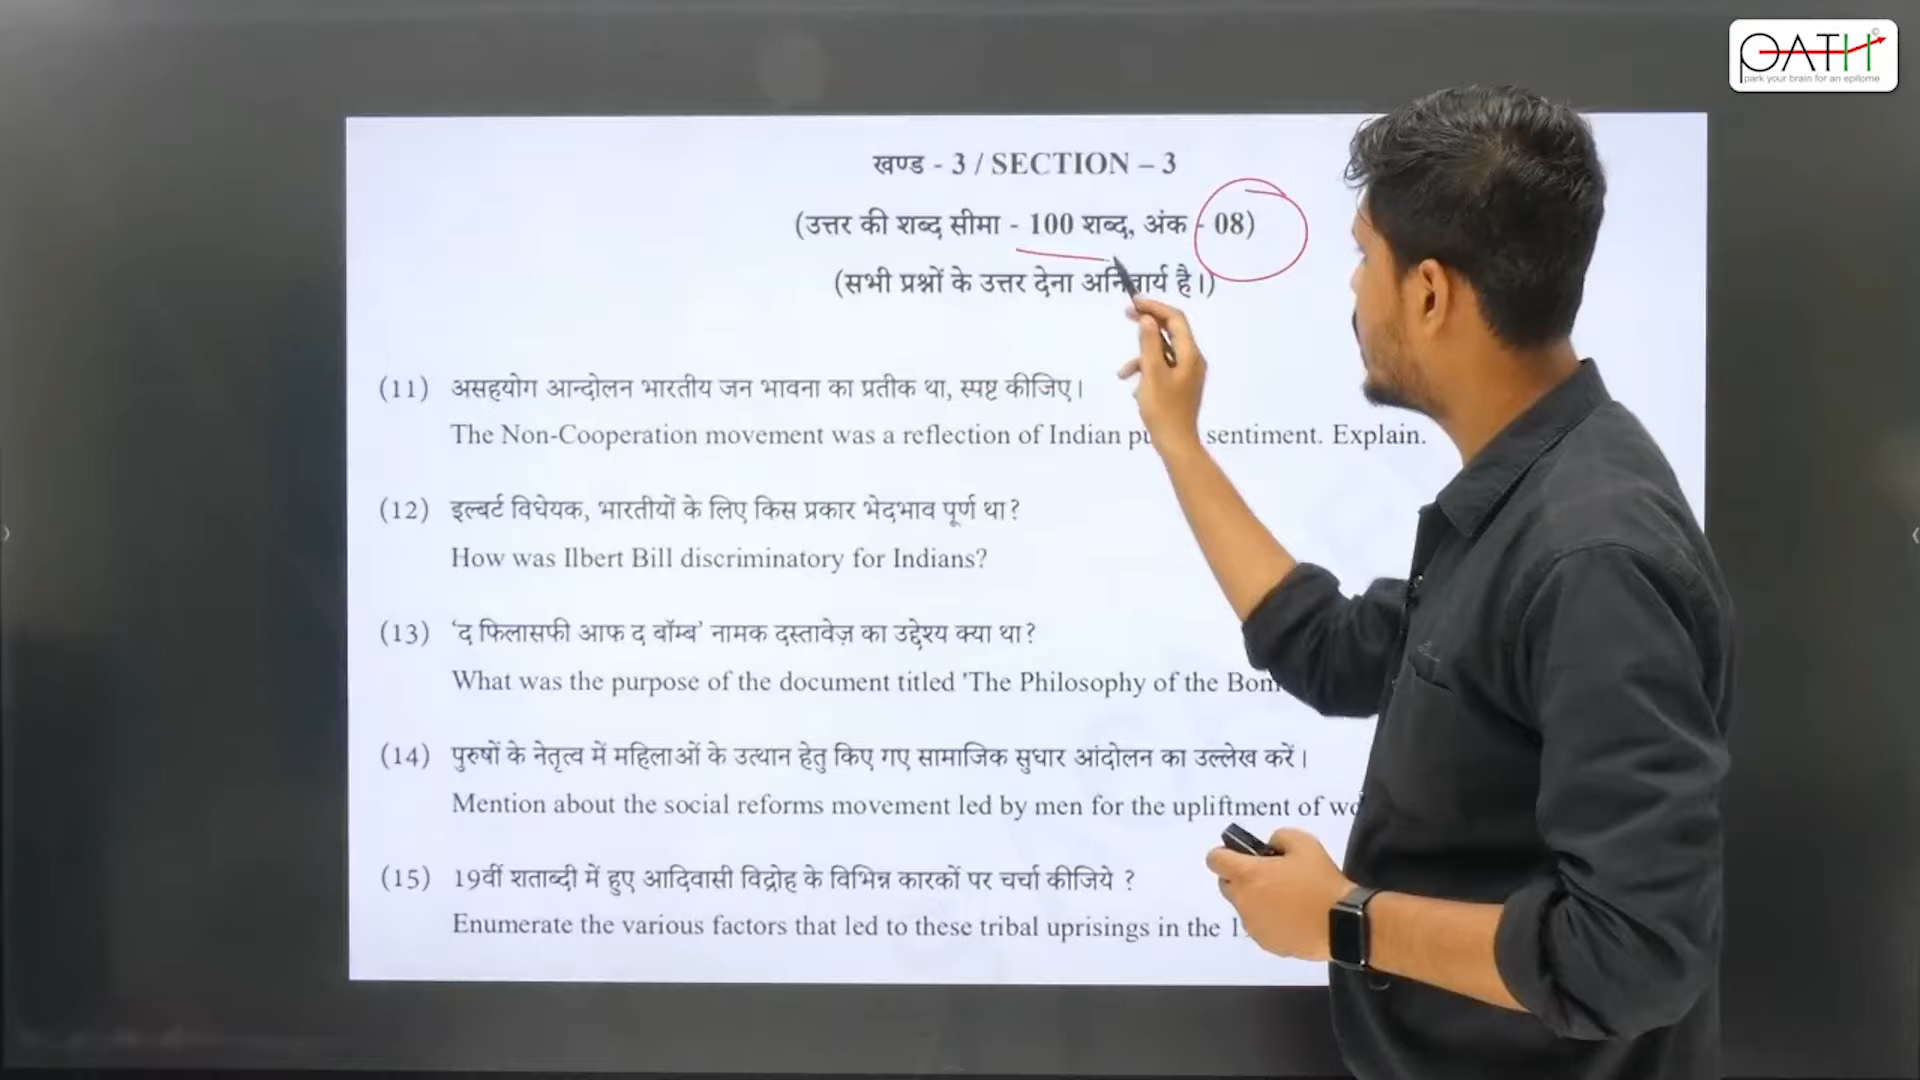 PATH
park your brain for an epitome
खण्ड - 3 / SECTION – 3
(उत्तर की शब्द सीमा - 100 शब्द, अंक - 08)
(सभी प्रश्नों के उत्तर देना अनिवार्य है।)
(11) असहयोग आन्दोलन भारतीय जन भावना का प्रतीक था, स्पष्ट कीजिए।
The Non-Cooperation movement was a reflection of Indian sentiment. Explain.
(12) इल्बर्ट विधेयक, भारतीयों के लिए किस प्रकार भेदभाव पूर्ण था?
How was Ilbert Bill discriminatory for Indians?
(13) ‘द फिलासफी आफ द बॉम्ब’ नामक दस्तावेज़ का उद्देश्य क्या था?
What was the purpose of the document titled 'The Philosophy of the
(14) पुरुषों के नेतृत्व में महिलाओं के उत्थान हेतु किए गए सामाजिक सुधार आंदोलन का उल्लेख करें।
Mention about the social reforms movement led by men for the upliftment of
(15) 19वीं शताब्दी में हुए आदिवासी विद्रोह के विभिन्न कारकों पर चर्चा कीजिये ?
Enumerate the various factors that led to these tribal uprisings in the